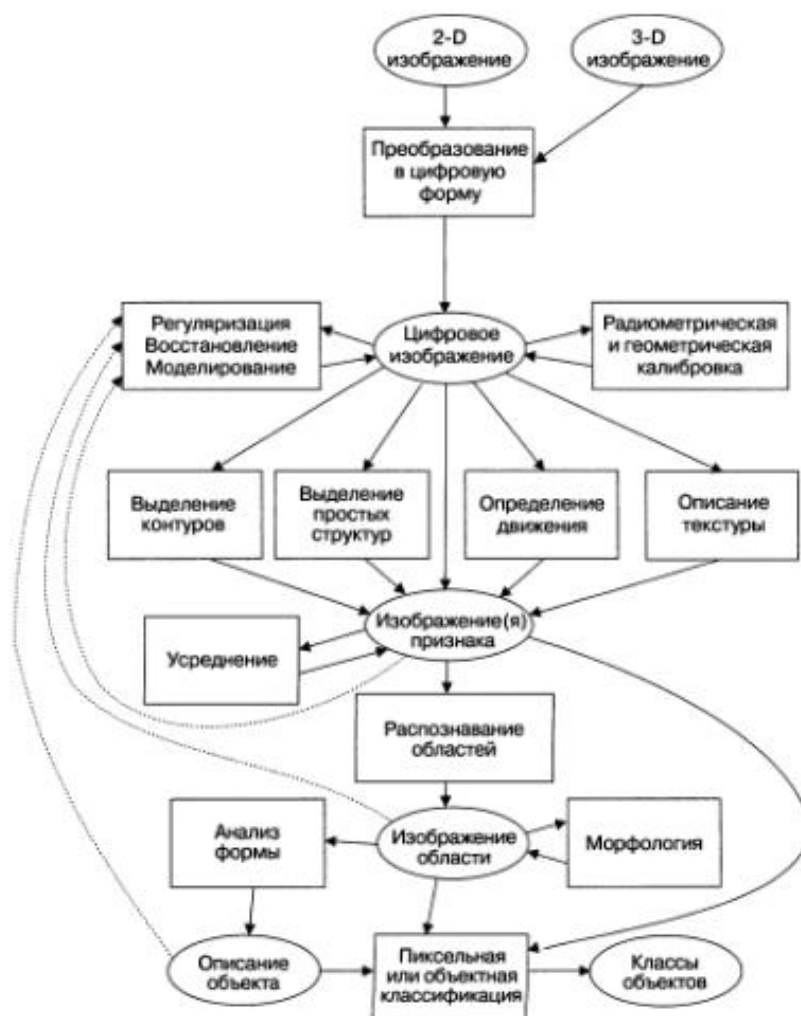 2-D
изображение
3-D
изображение
Преобразование
в цифровую
форму
Регуляризация
Восстановление
Моделирование
Цифровое
изображение
Радиометрическая
и геометрическая
калибровка
Выделение
контуров
Выделение
простых
структур
Определение
движения
Описание
текстуры
Изображение(я)
признака
Усреднение
Распознавание
областей
Анализ
формы
Изображение
области
Морфология
Описание
объекта
Пиксельная
или объектная
классификация
Классы
объектов